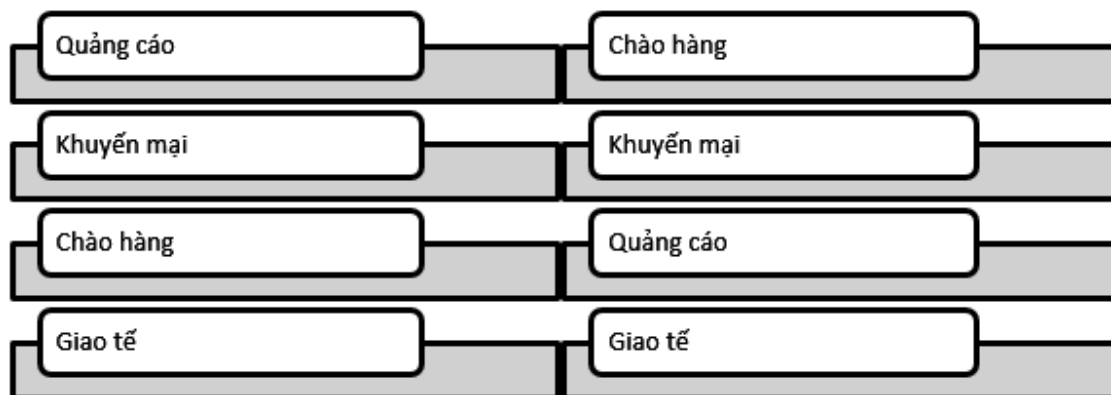 Quảng cáo
Khuyến mại
Chào hàng
Giao tế
Chào hàng
Khuyến mại
Quảng cáo
Giao tế